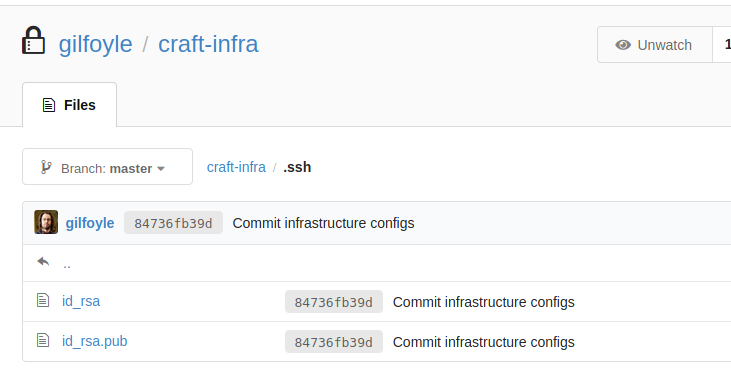 gilfoyle / craft-infra
Unwatch 1
Files
Branch: master craft-infra / .ssh
gilfoyle 84736fb39d Commit infrastructure configs
..
id_rsa 84736fb39d Commit infrastructure configs
id_rsa.pub 84736fb39d Commit infrastructure configs